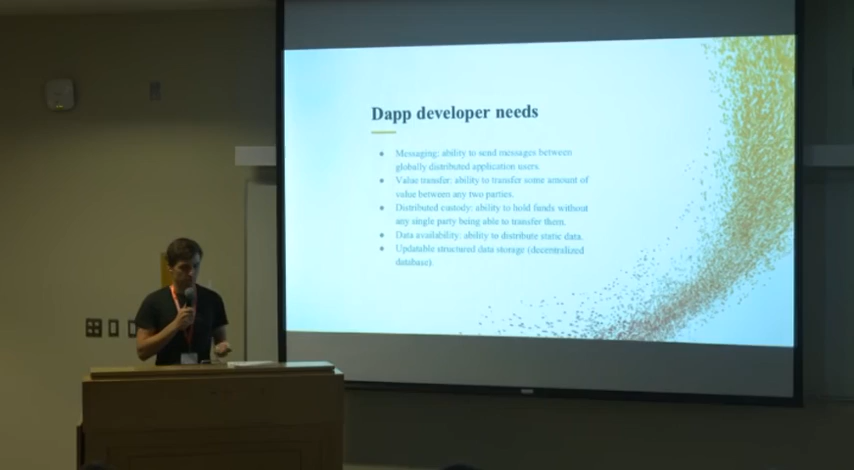 Dapp developer needs
● Messaging: ability to send messages between
globally distributed application users.
● Value transfer: ability to transfer some amount of
value between any two parties.
● Distributed custody: ability to hold funds without
any single party being able to transfer them.
● Data availability: ability to distribute static data.
● Updatable structured data storage (decentralized
database).